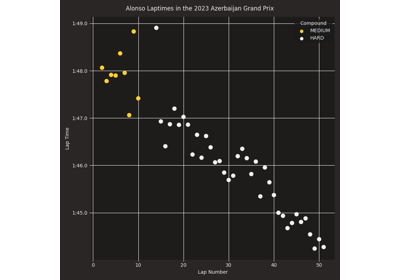 Alonso Laptimes in the 2023 Azerbaijan Grand Prix
Compound
MEDIUM
HARD
1:49.0
1:48.0
1:47.0
1:46.0
1:45.0
Lap Time
0 10 20 30 40 50
Lap Number